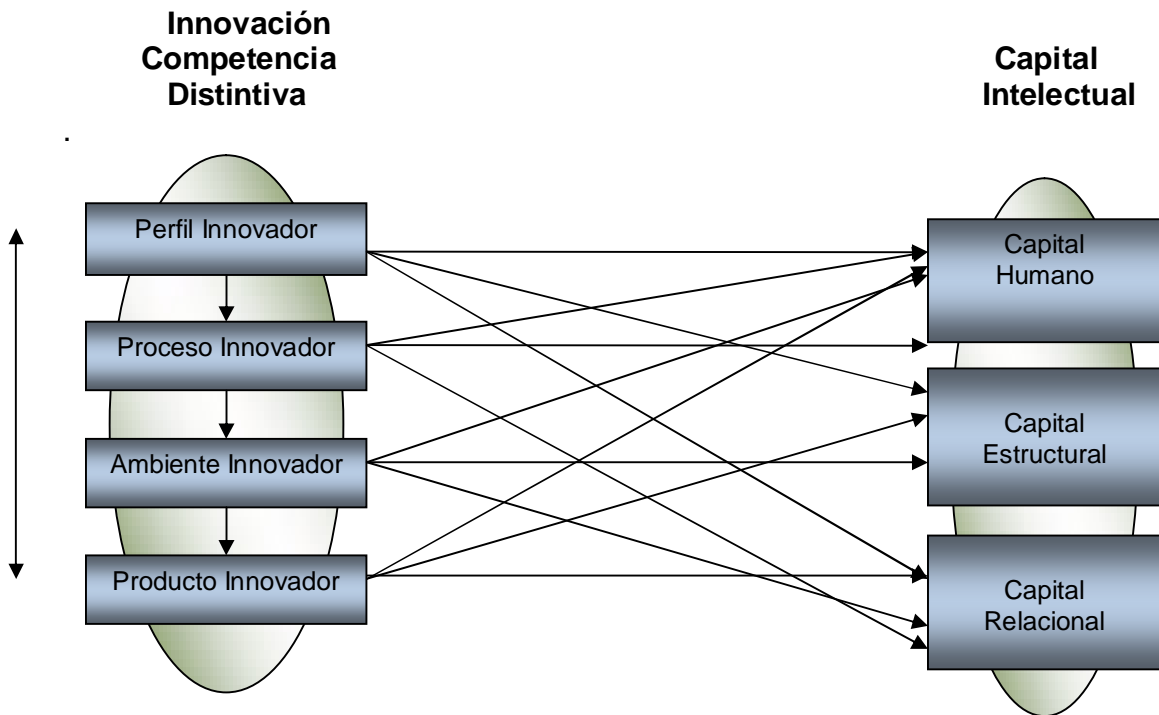 Innovación
Competencia
Distintiva
Capital
Intelectual
.
Perfil Innovador
Proceso Innovador
Ambiente Innovador
Producto Innovador
Capital
Humano
Capital
Estructural
Capital
Relacional